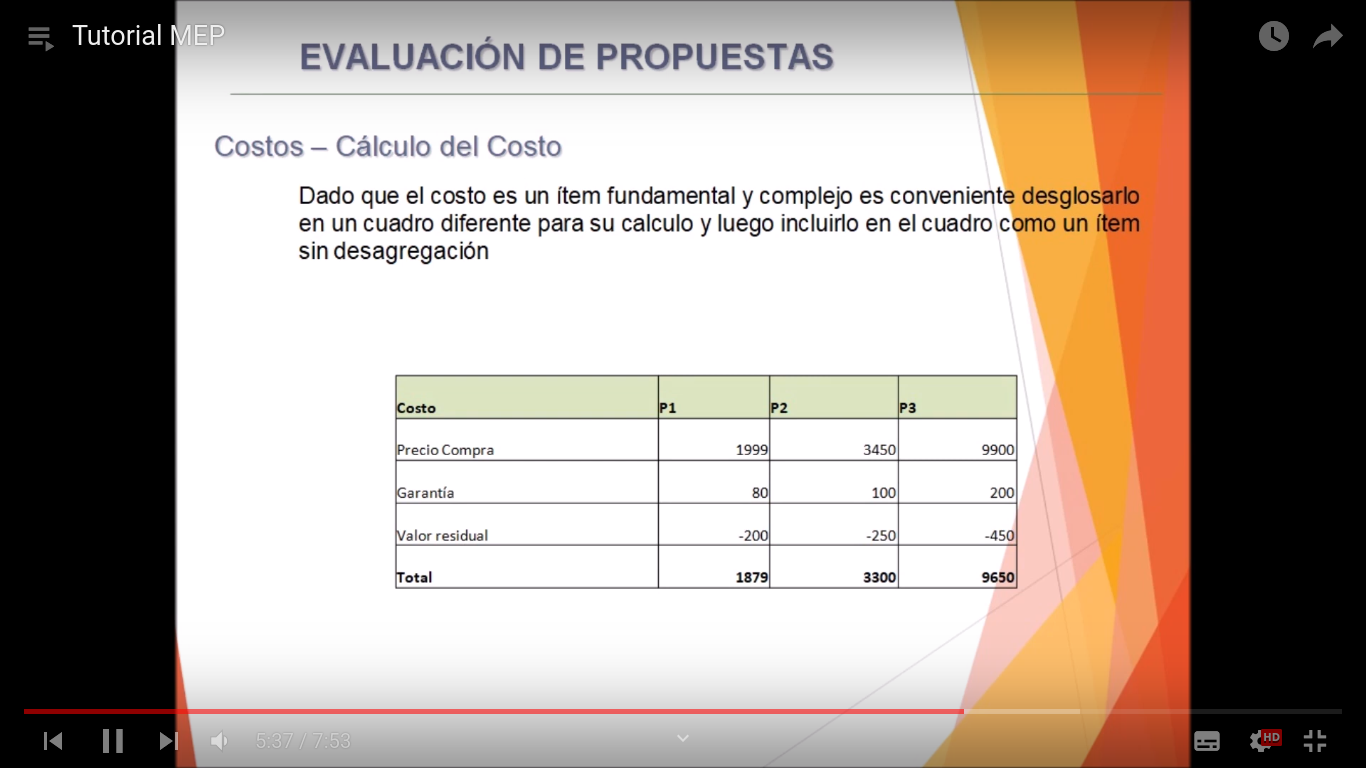 Tutorial MEP
EVALUACIÓN DE PROPUESTAS
Costos – Cálculo del Costo
Dado que el costo es un ítem fundamental y complejo es conveniente desglosarlo
en un cuadro diferente para su calculo y luego incluirlo en el cuadro como un ítem
sin desagregación
Costo P1 P2 P3
Precio Compra 1999 3450 9900
Garantía 80 100 200
Valor residual -200 -250 -450
Total 1879 3300 9650
5:37 / 7:53
HD